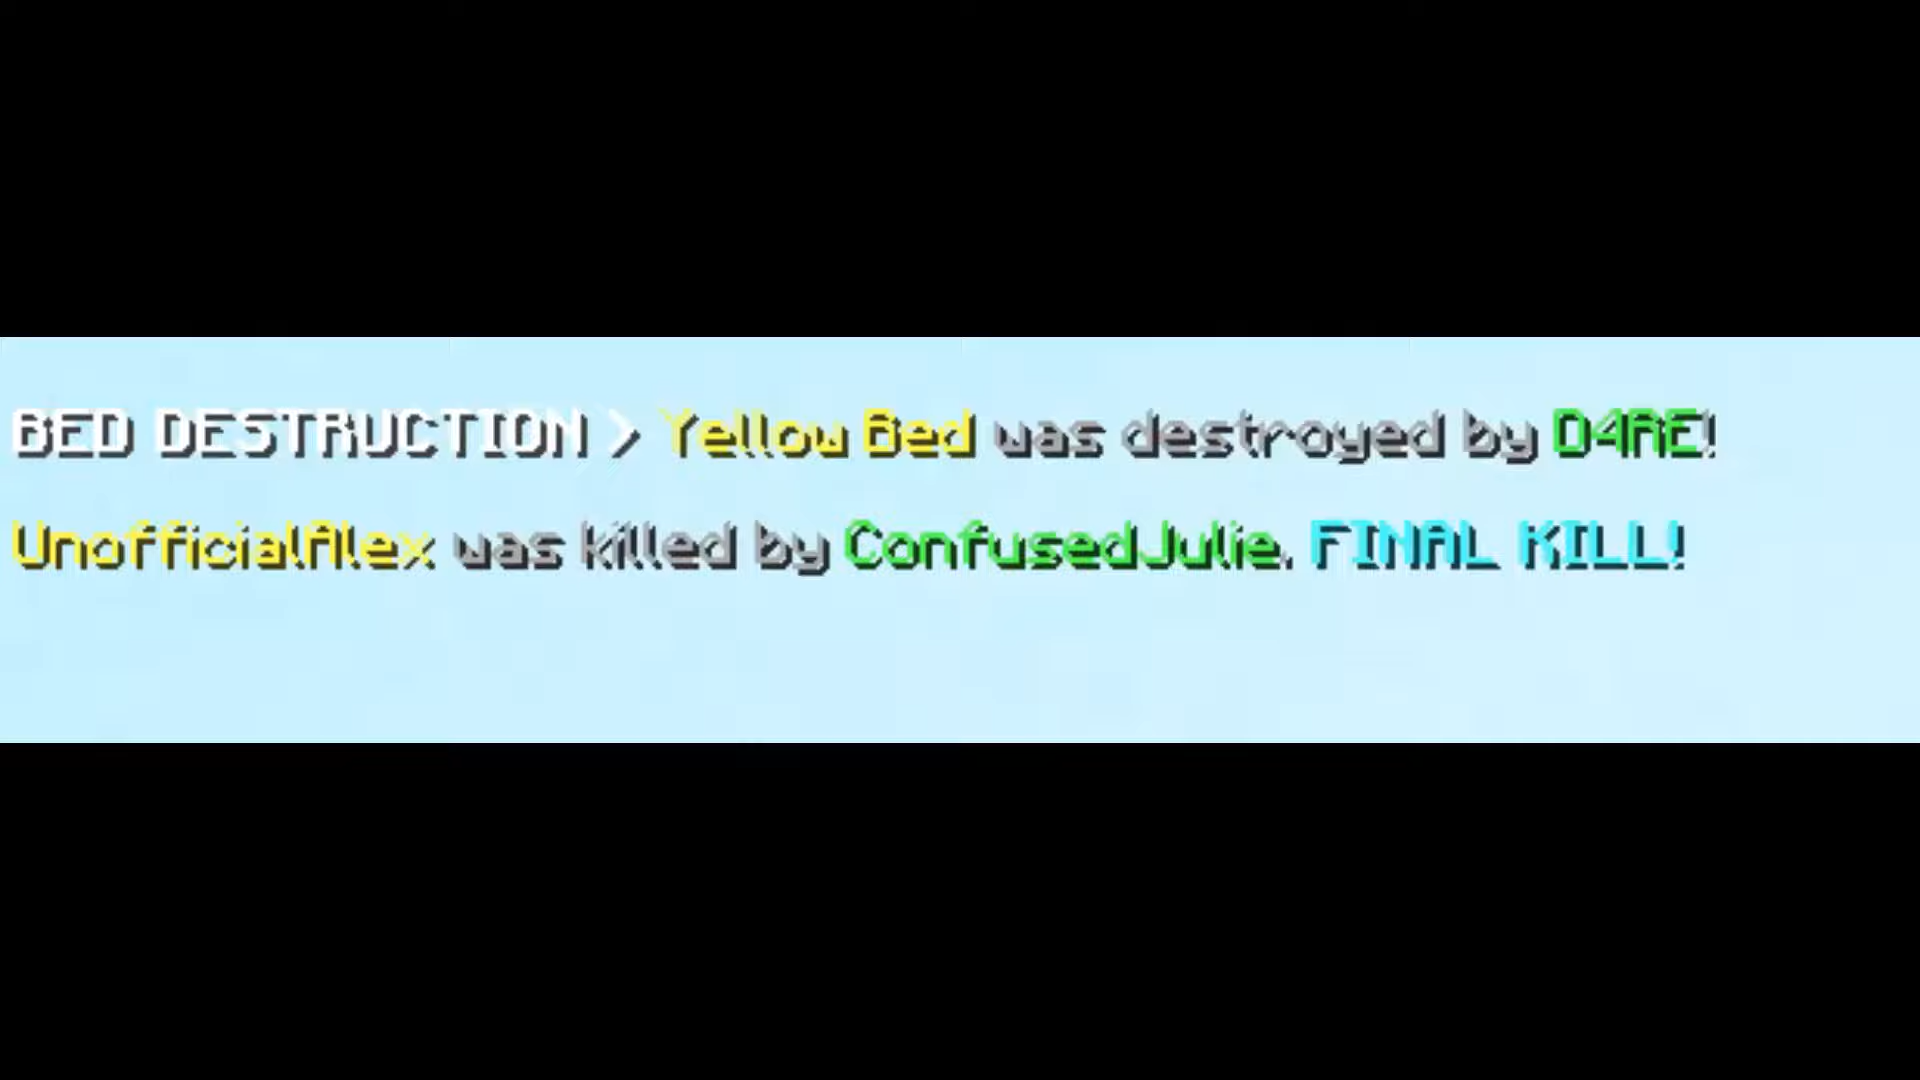 BED DESTRUCTION > Yellow Bed was destroyed by D4RE!
UnofficialAlex was killed by ConfusedJulie. FINAL KILL!